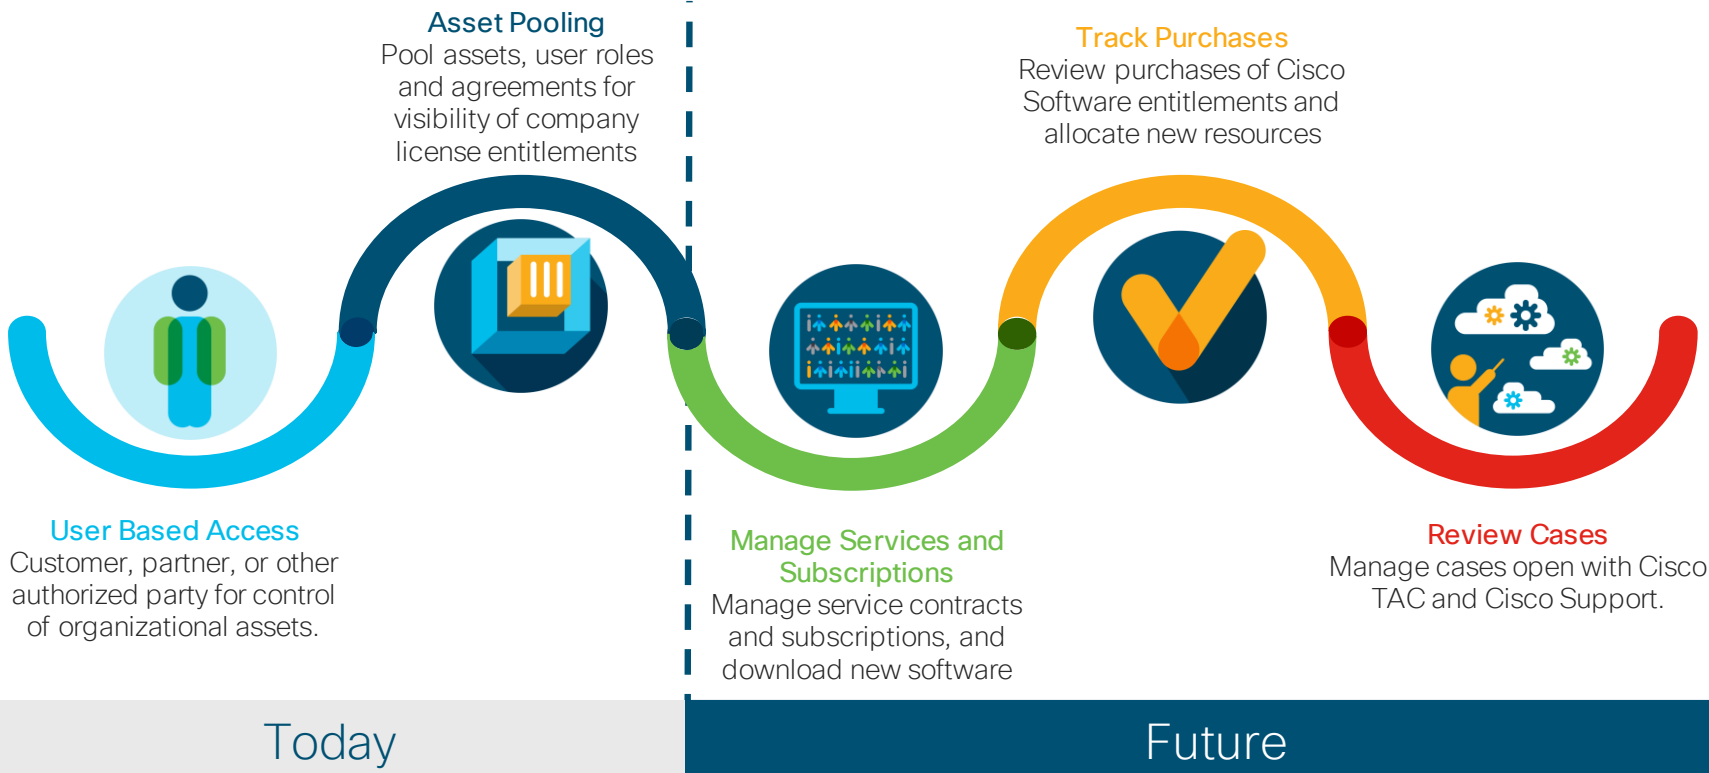 Asset Pooling
Pool assets, user roles
and agreements for
visibility of company
license entitlements
Track Purchases
Review purchases of Cisco
Software entitlements and
allocate new resources
User Based Access
Customer, partner, or other
authorized party for control
of organizational assets.
Manage Services and
Subscriptions
Manage service contracts
and subscriptions, and
download new software
Review Cases
Manage cases open with Cisco
TAC and Cisco Support.
Today
Future